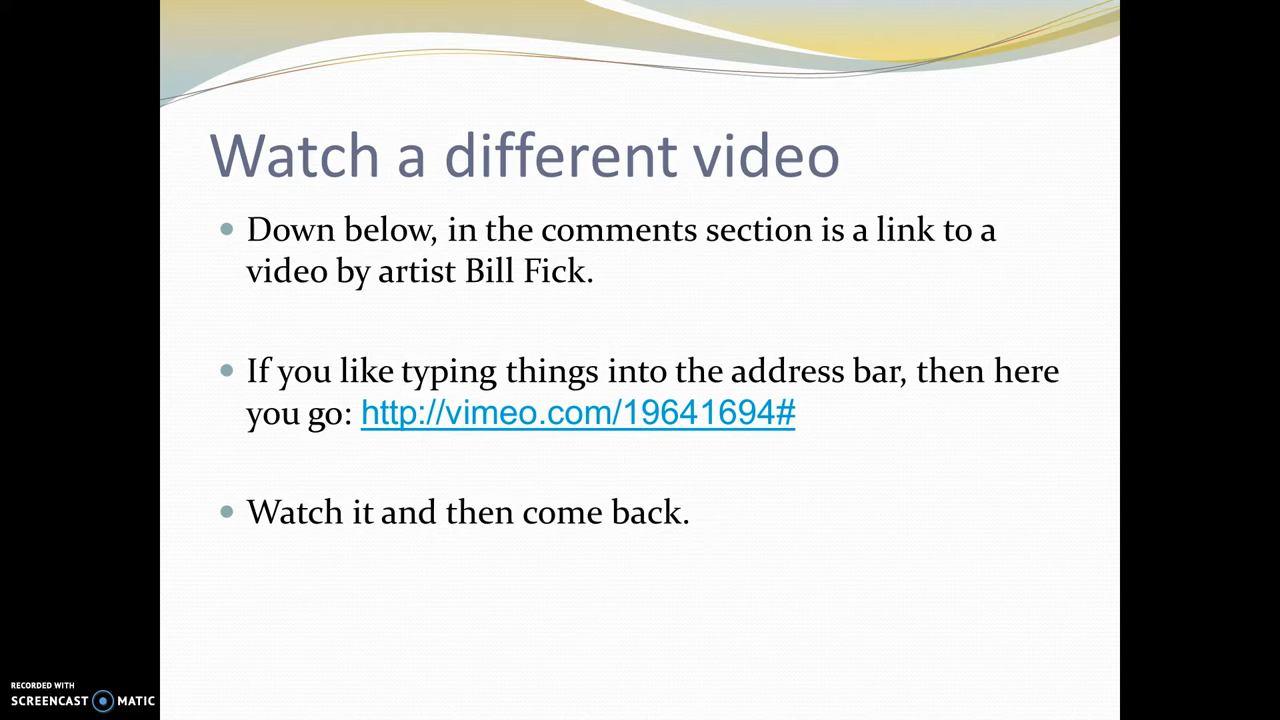 Watch a different video
• Down below, in the comments section is a link to a
video by artist Bill Fick.
• If you like typing things into the address bar, then here
you go: http://vimeo.com/19641694#
• Watch it and then come back.
RECORDED WITH
SCREENCAST MATIC